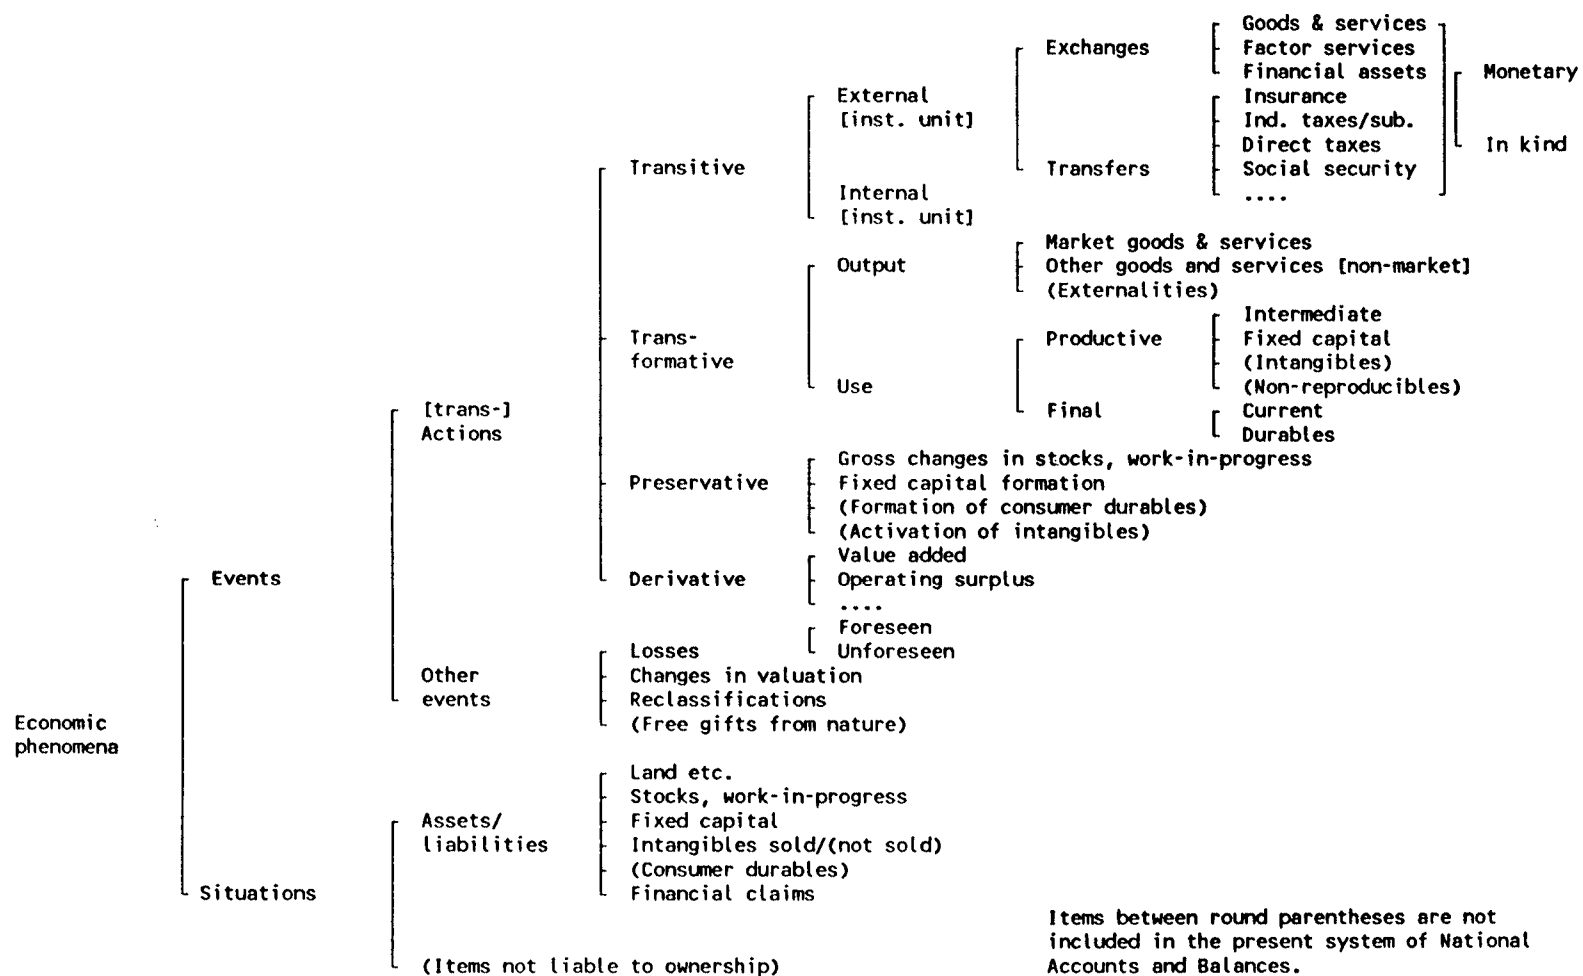 Goods & services
Exchanges
Factor services
Financial assets
Monetary
External
[inst. unit]
Insurance
Ind. taxes/sub.
Direct taxes
In kind
Transitive
Transfers
Social security
....
Internal
[inst. unit]
Market goods & services
Output
Other goods and services [non-market]
(Externalities)
Intermediate
Trans-
formative
Productive
Fixed capital
(Intangibles)
Use
(Non-reproducibles)
[trans-]
Actions
Final
Current
Durables
Gross changes in stocks, work-in-progress
Preservative
Fixed capital formation
(Formation of consumer durables)
(Activation of intangibles)
Value added
Events
Derivative
Operating surplus
....
Foreseen
Losses
Unforeseen
Other
events
Changes in valuation
Reclassifications
Economic
phenomena
(Free gifts from nature)
Land etc.
Stocks, work-in-progress
Assets/
liabilities
Fixed capital
Intangibles sold/(not sold)
(Consumer durables)
Situations
Financial claims
(Items not liable to ownership)
Items between round parentheses are not
included in the present system of National
Accounts and Balances.